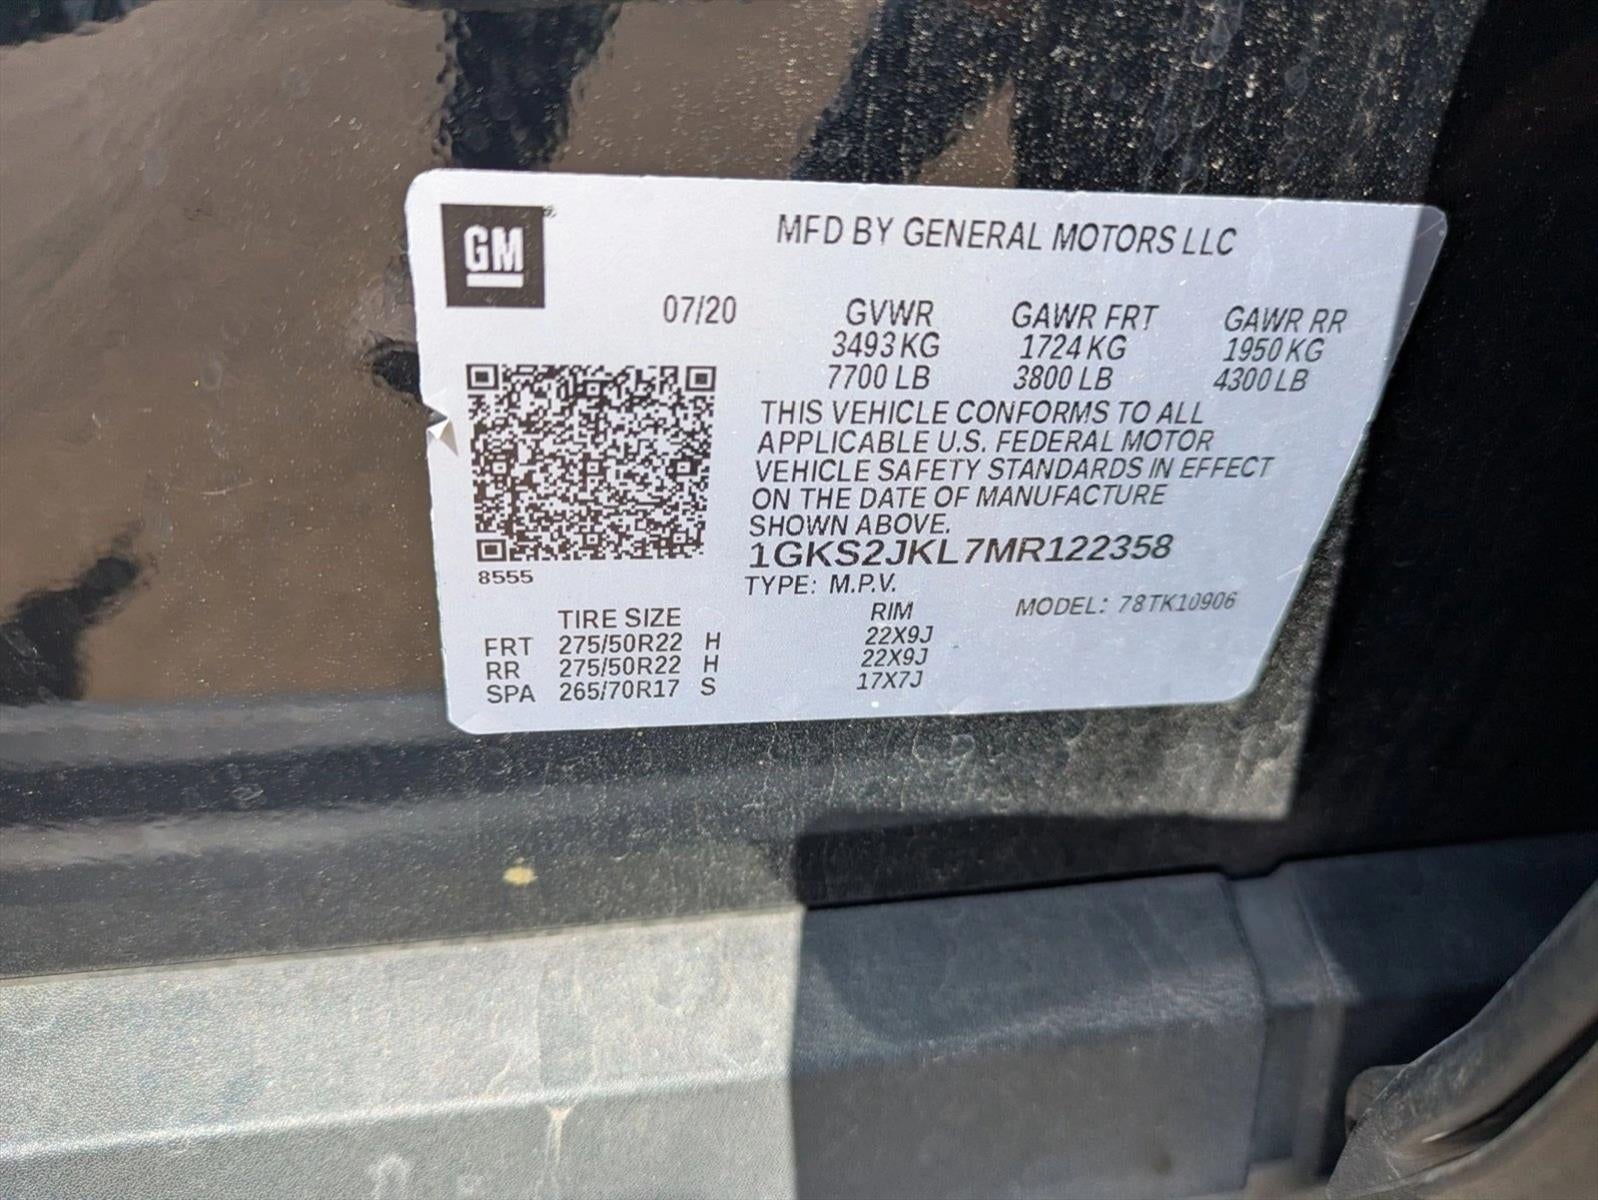 GM
MFD BY GENERAL MOTORS LLC
07/20 GVWR GAWR FRT GAWR RR
3493 KG 1724 KG 1950 KG
7700 LB 3800 LB 4300 LB
THIS VEHICLE CONFORMS TO ALL
APPLICABLE U.S. FEDERAL MOTOR
VEHICLE SAFETY STANDARDS IN EFFECT
ON THE DATE OF MANUFACTURE
SHOWN ABOVE.
1GKS2JKL7MR122358
8555
TYPE: M.P.V.
MODEL: 78TK10906
TIRE SIZE RIM
FRT 275/50R22 H 22X9J
RR 275/50R22 H 22X9J
SPA 265/70R17 S 17X7J